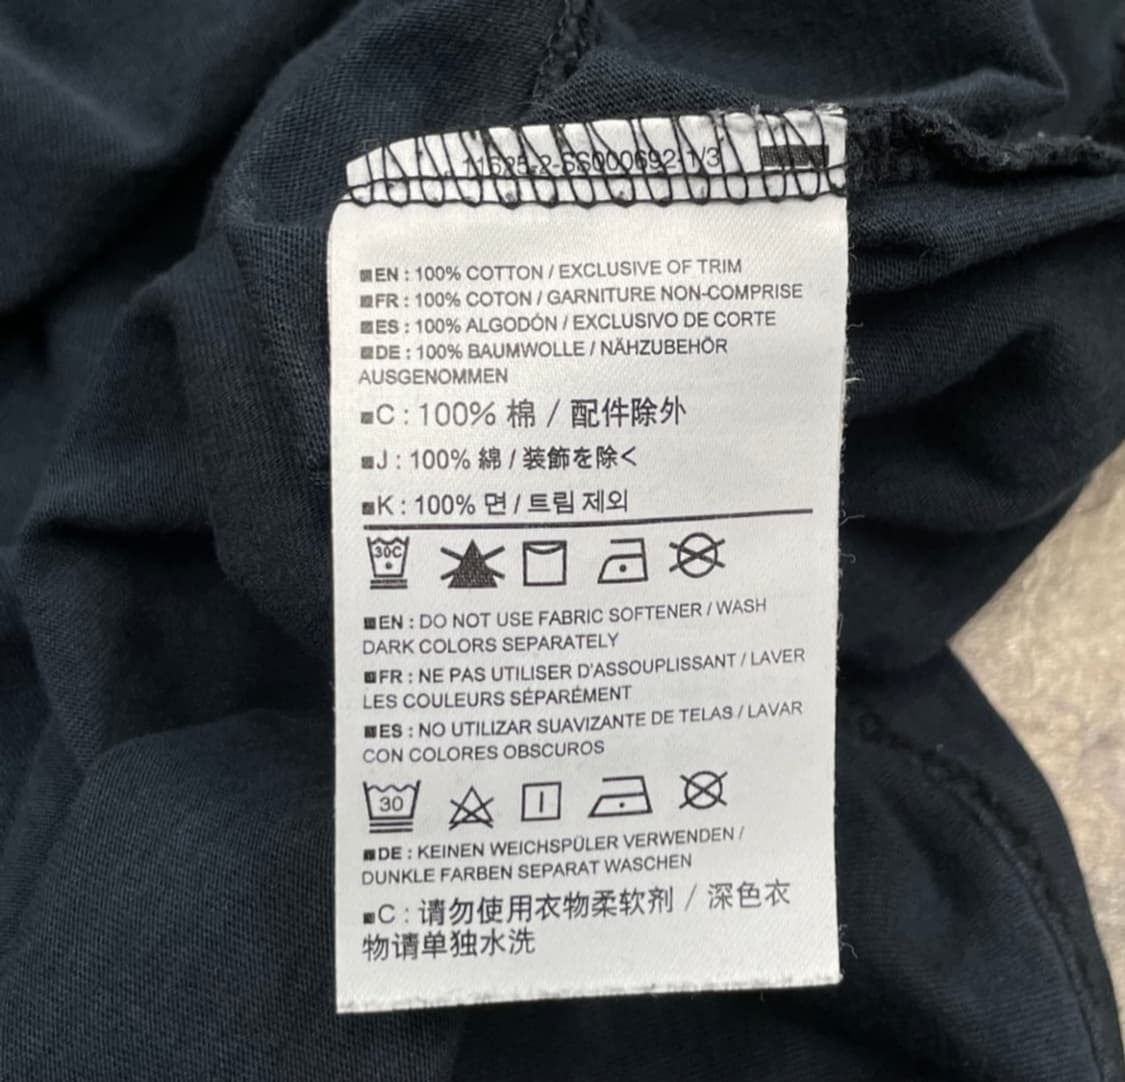 11525-2-SS000692-1/3
EN : 100% COTTON / EXCLUSIVE OF TRIM
FR : 100% COTON / GARNITURE NON-COMPRISE
ES : 100% ALGODÓN / EXCLUSIVO DE CORTE
DE : 100% BAUMWOLLE / NÄHZUBEHÖR
AUSGENOMMEN
C : 100% 棉 / 配件除外
J : 100% 綿 / 装飾を除く
K : 100% 면 / 트림 제외
30C
EN : DO NOT USE FABRIC SOFTENER / WASH
DARK COLORS SEPARATELY
FR : NE PAS UTILISER D'ASSOUPLISSANT / LAVER
LES COULEURS SÉPARÉMENT
ES : NO UTILIZAR SUAVIZANTE DE TELAS / LAVAR
CON COLORES OBSCUROS
30
DE : KEINEN WEICHSPÜLER VERWENDEN /
DUNKLE FARBEN SEPARAT WASCHEN
C : 请勿使用衣物柔软剂 / 深色衣
物请单独水洗